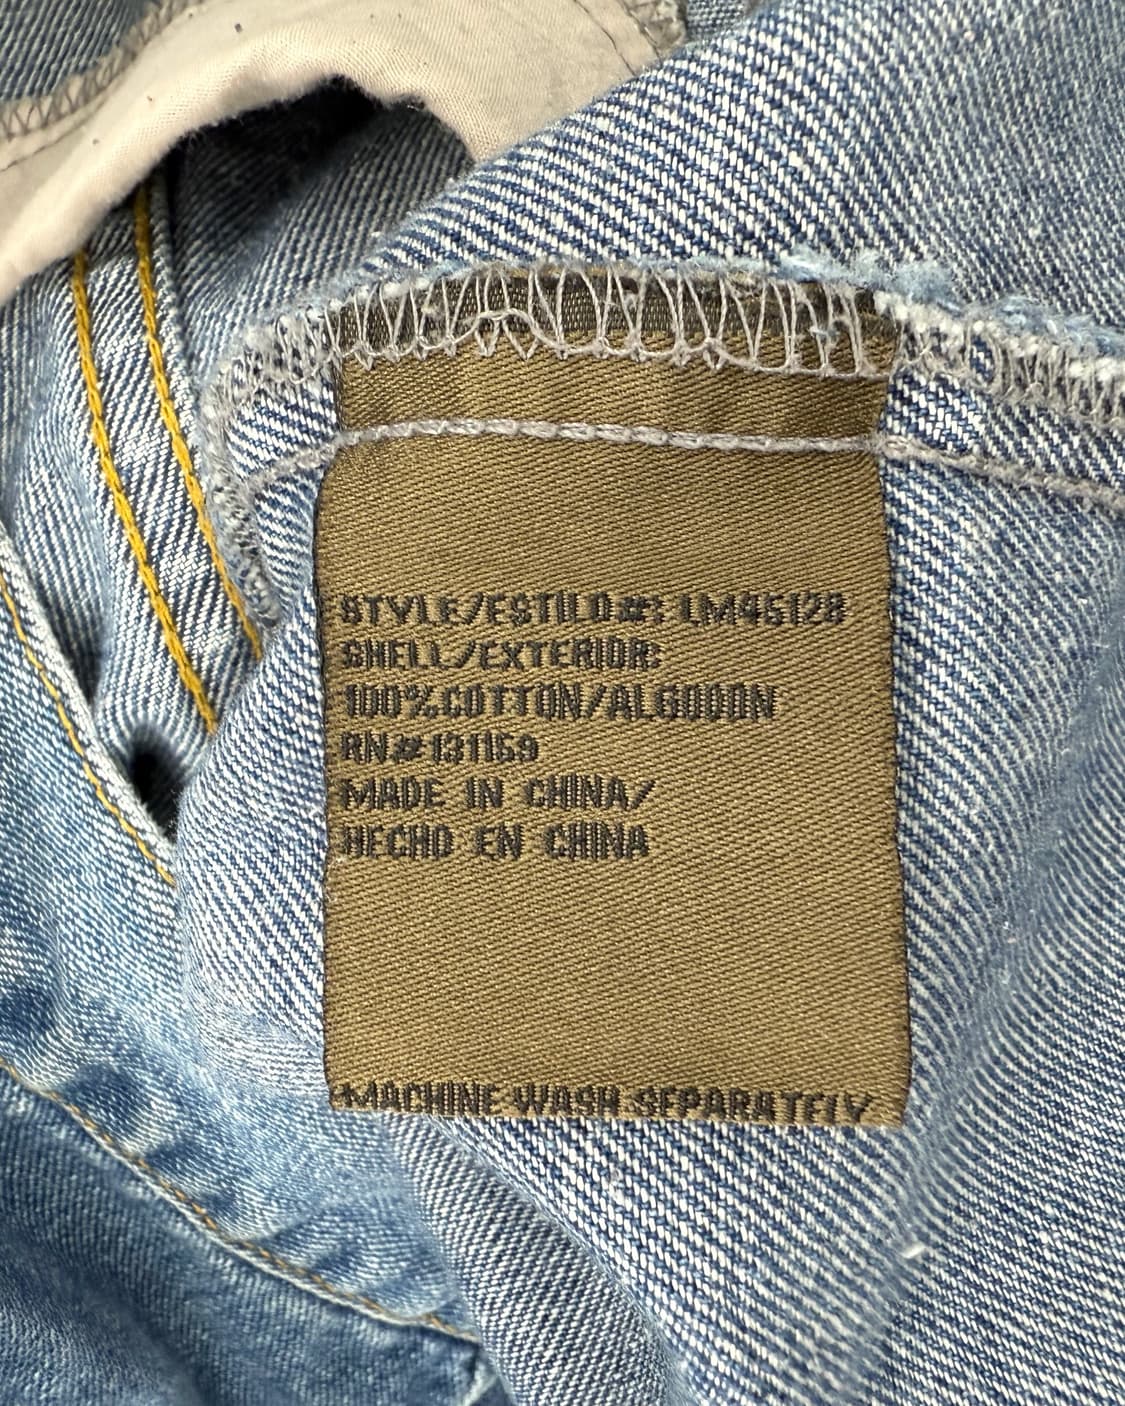 STYLE/ESTILO#: LM45128
SHELL/EXTERIOR:
100%COTTON/ALGODON
RN#131159
MADE IN CHINA/
HECHO EN CHINA
MACHINE WASH SEPARATELY